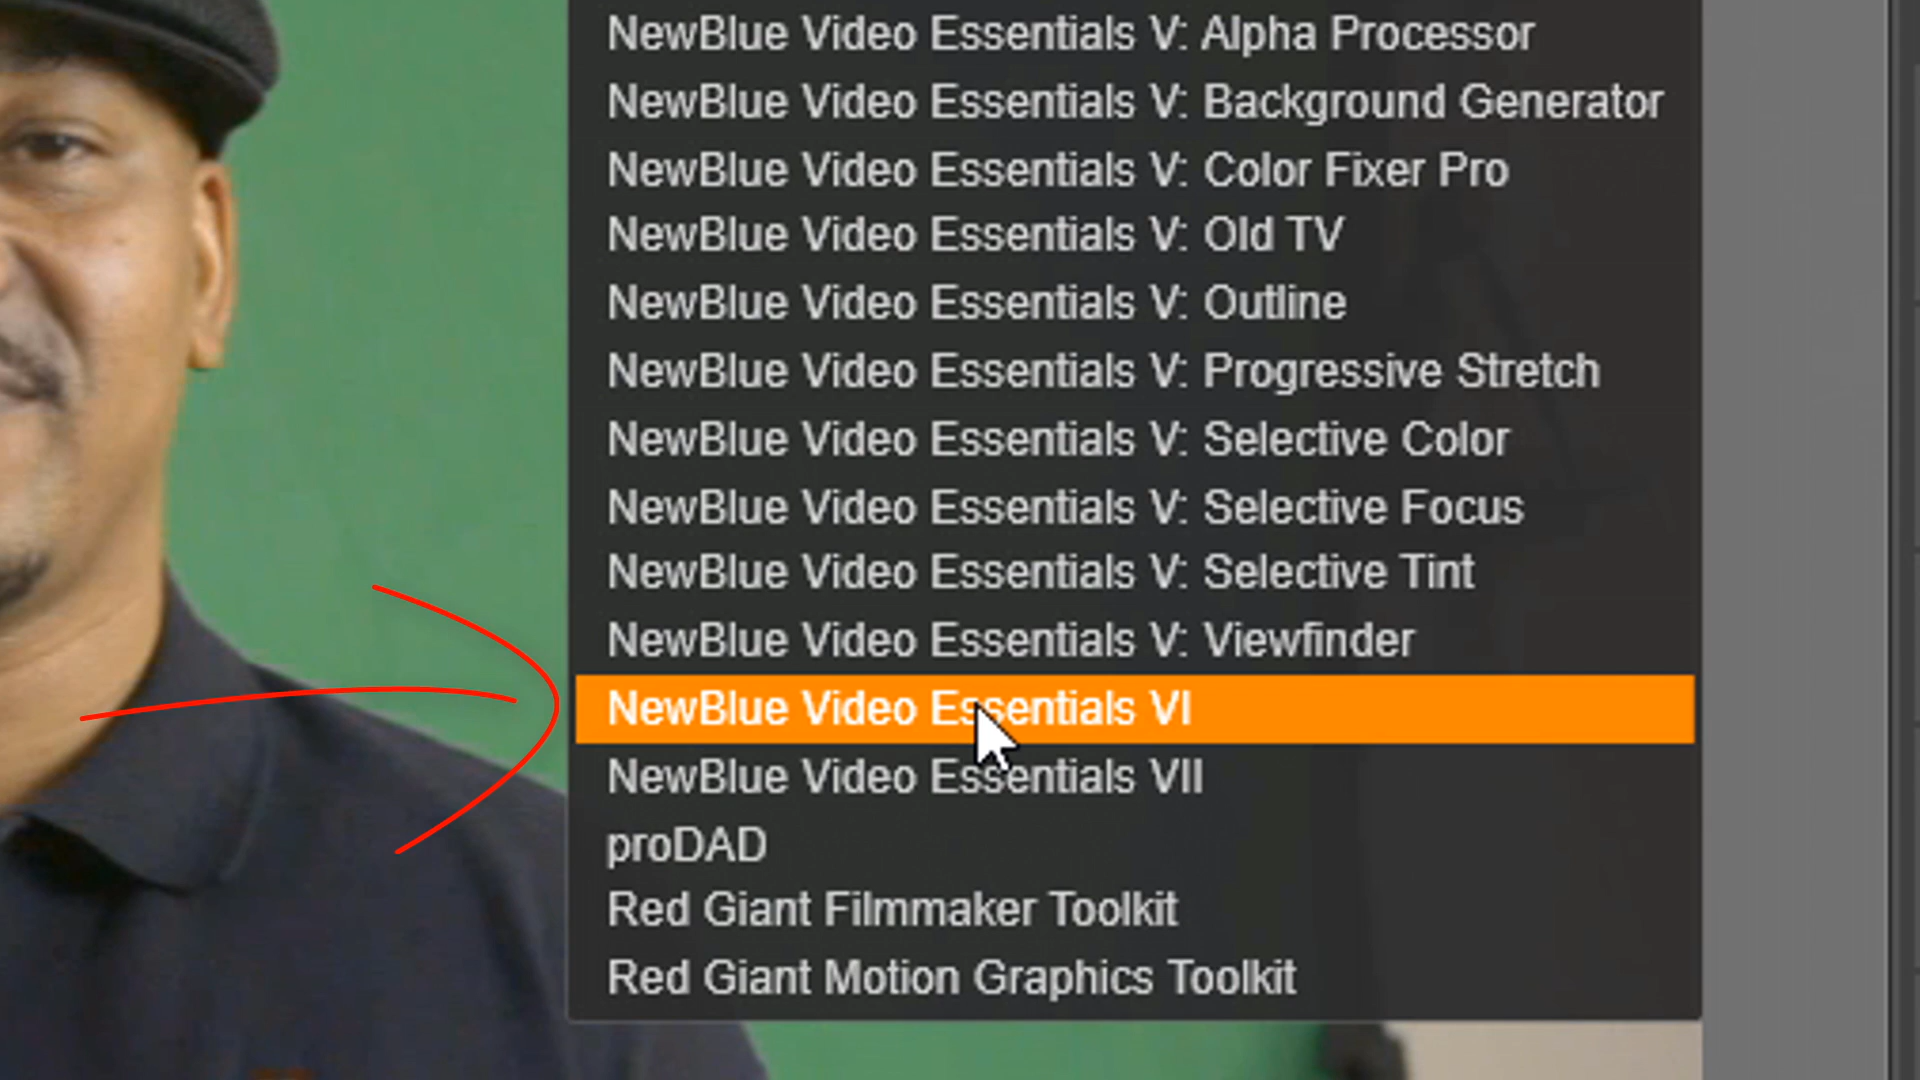 NewBlue Video Essentials V: Alpha Processor
NewBlue Video Essentials V: Background Generator
NewBlue Video Essentials V: Color Fixer Pro
NewBlue Video Essentials V: Old TV
NewBlue Video Essentials V: Outline
NewBlue Video Essentials V: Progressive Stretch
NewBlue Video Essentials V: Selective Color
NewBlue Video Essentials V: Selective Focus
NewBlue Video Essentials V: Selective Tint
NewBlue Video Essentials V: Viewfinder
NewBlue Video Essentials VI
NewBlue Video Essentials VII
proDAD
Red Giant Filmmaker Toolkit
Red Giant Motion Graphics Toolkit